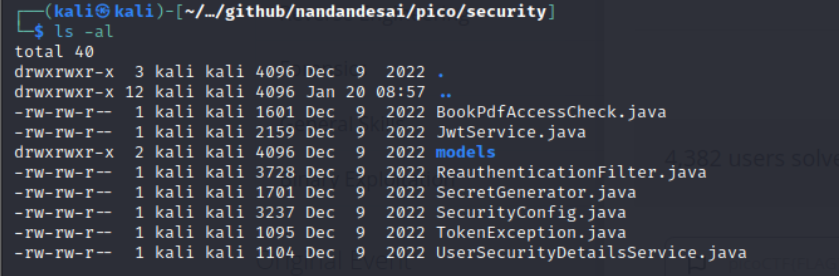 ┌──(kali㉿kali)-[~/…/github/nandandesai/pico/security]
└─$ ls -al
total 40
drwxrwxr-x  3 kali kali 4096 Dec  9  2022 .
drwxrwxr-x 12 kali kali 4096 Jan 20 08:57 ..
-rw-rw-r--  1 kali kali 1601 Dec  9  2022 BookPdfAccessCheck.java
-rw-rw-r--  1 kali kali 2159 Dec  9  2022 JwtService.java
drwxrwxr-x  2 kali kali 4096 Dec  9  2022 models
-rw-rw-r--  1 kali kali 3728 Dec  9  2022 ReauthenticationFilter.java
-rw-rw-r--  1 kali kali 1701 Dec  9  2022 SecretGenerator.java
-rw-rw-r--  1 kali kali 3237 Dec  9  2022 SecurityConfig.java
-rw-rw-r--  1 kali kali 1095 Dec  9  2022 TokenException.java
-rw-rw-r--  1 kali kali 1104 Dec  9  2022 UserSecurityDetailsService.java
4,382 users solve